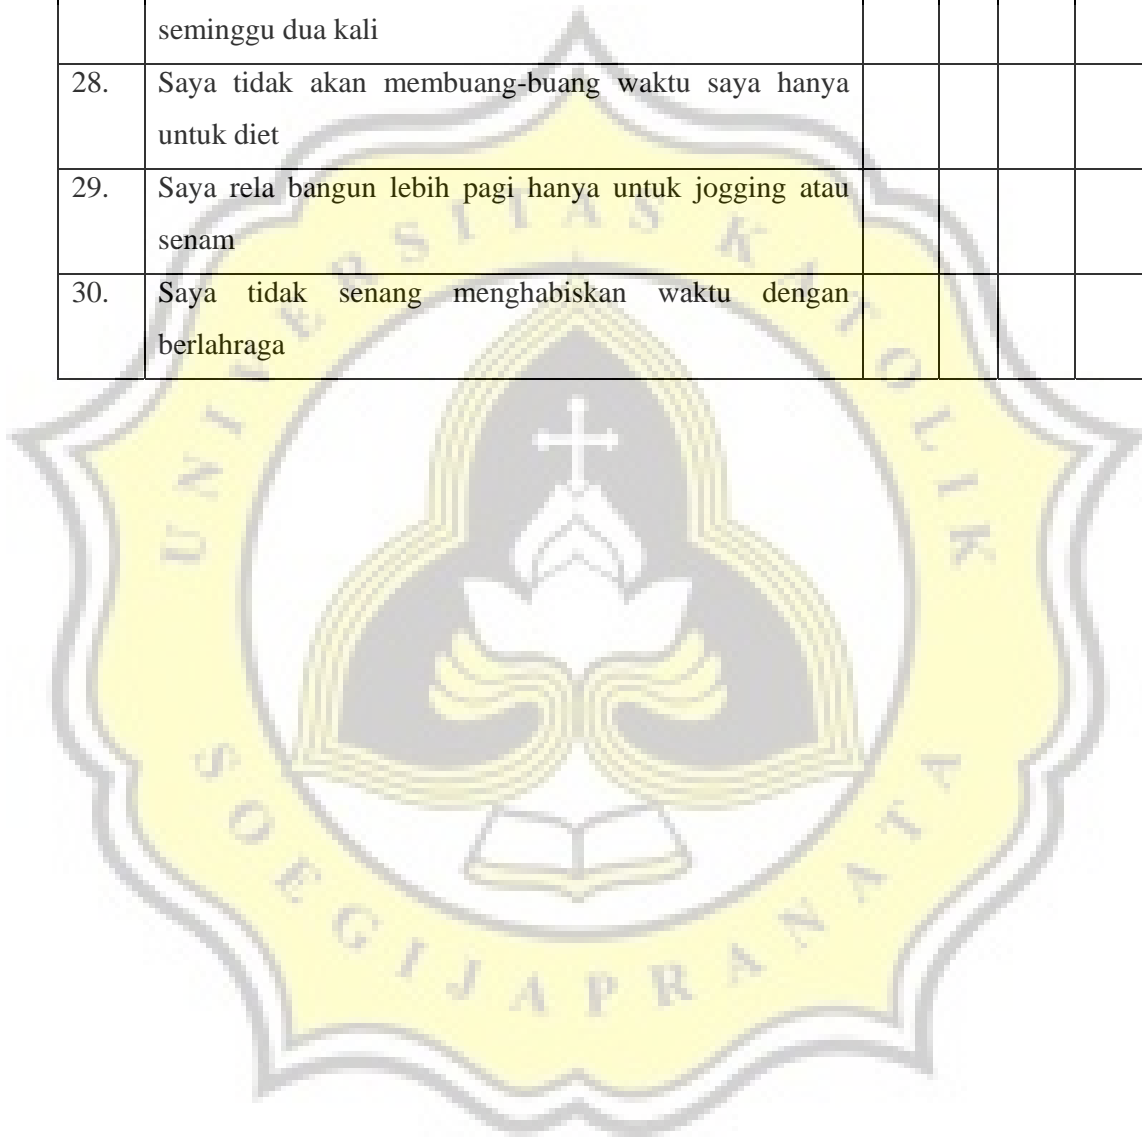 seminggu dua kali
28. Saya tidak akan membuang-buang waktu saya hanya
untuk diet
29. Saya rela bangun lebih pagi hanya untuk jogging atau
senam
30. Saya tidak senang menghabiskan waktu dengan
berlahraga
UNIVERSITAS KATOLIK
SOEGIJAPRANATA